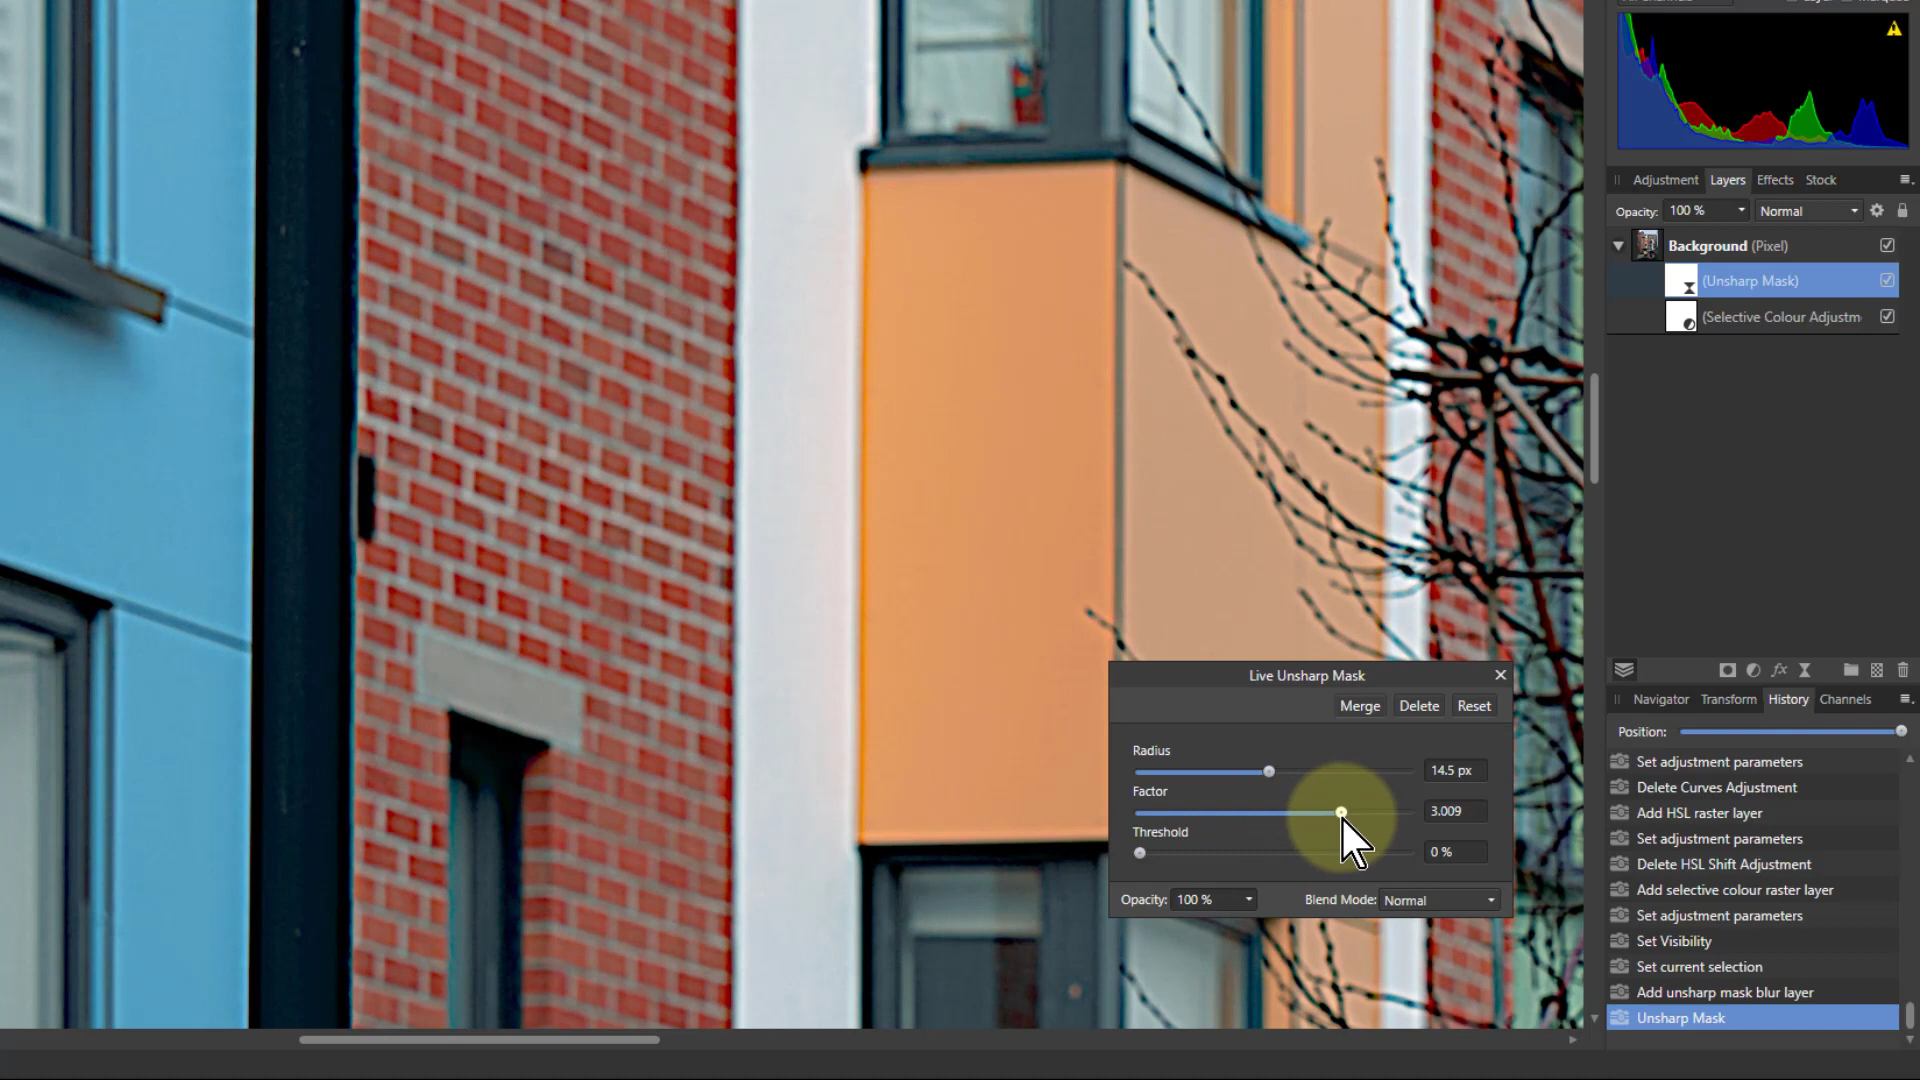 Adjustment Layers Effects Stock
Opacity: 100 % Normal
Background (Pixel)
(Unsharp Mask)
(Selective Colour Adjustm
Live Unsharp Mask
Merge Delete Reset
Radius
14.5 px
Factor
3.009
Threshold
0 %
Opacity: 100 % Blend Mode: Normal
Navigator Transform History Channels
Position:
Set adjustment parameters
Delete Curves Adjustment
Add HSL raster layer
Set adjustment parameters
Delete HSL Shift Adjustment
Add selective colour raster layer
Set adjustment parameters
Set Visibility
Set current selection
Add unsharp mask blur layer
Unsharp Mask